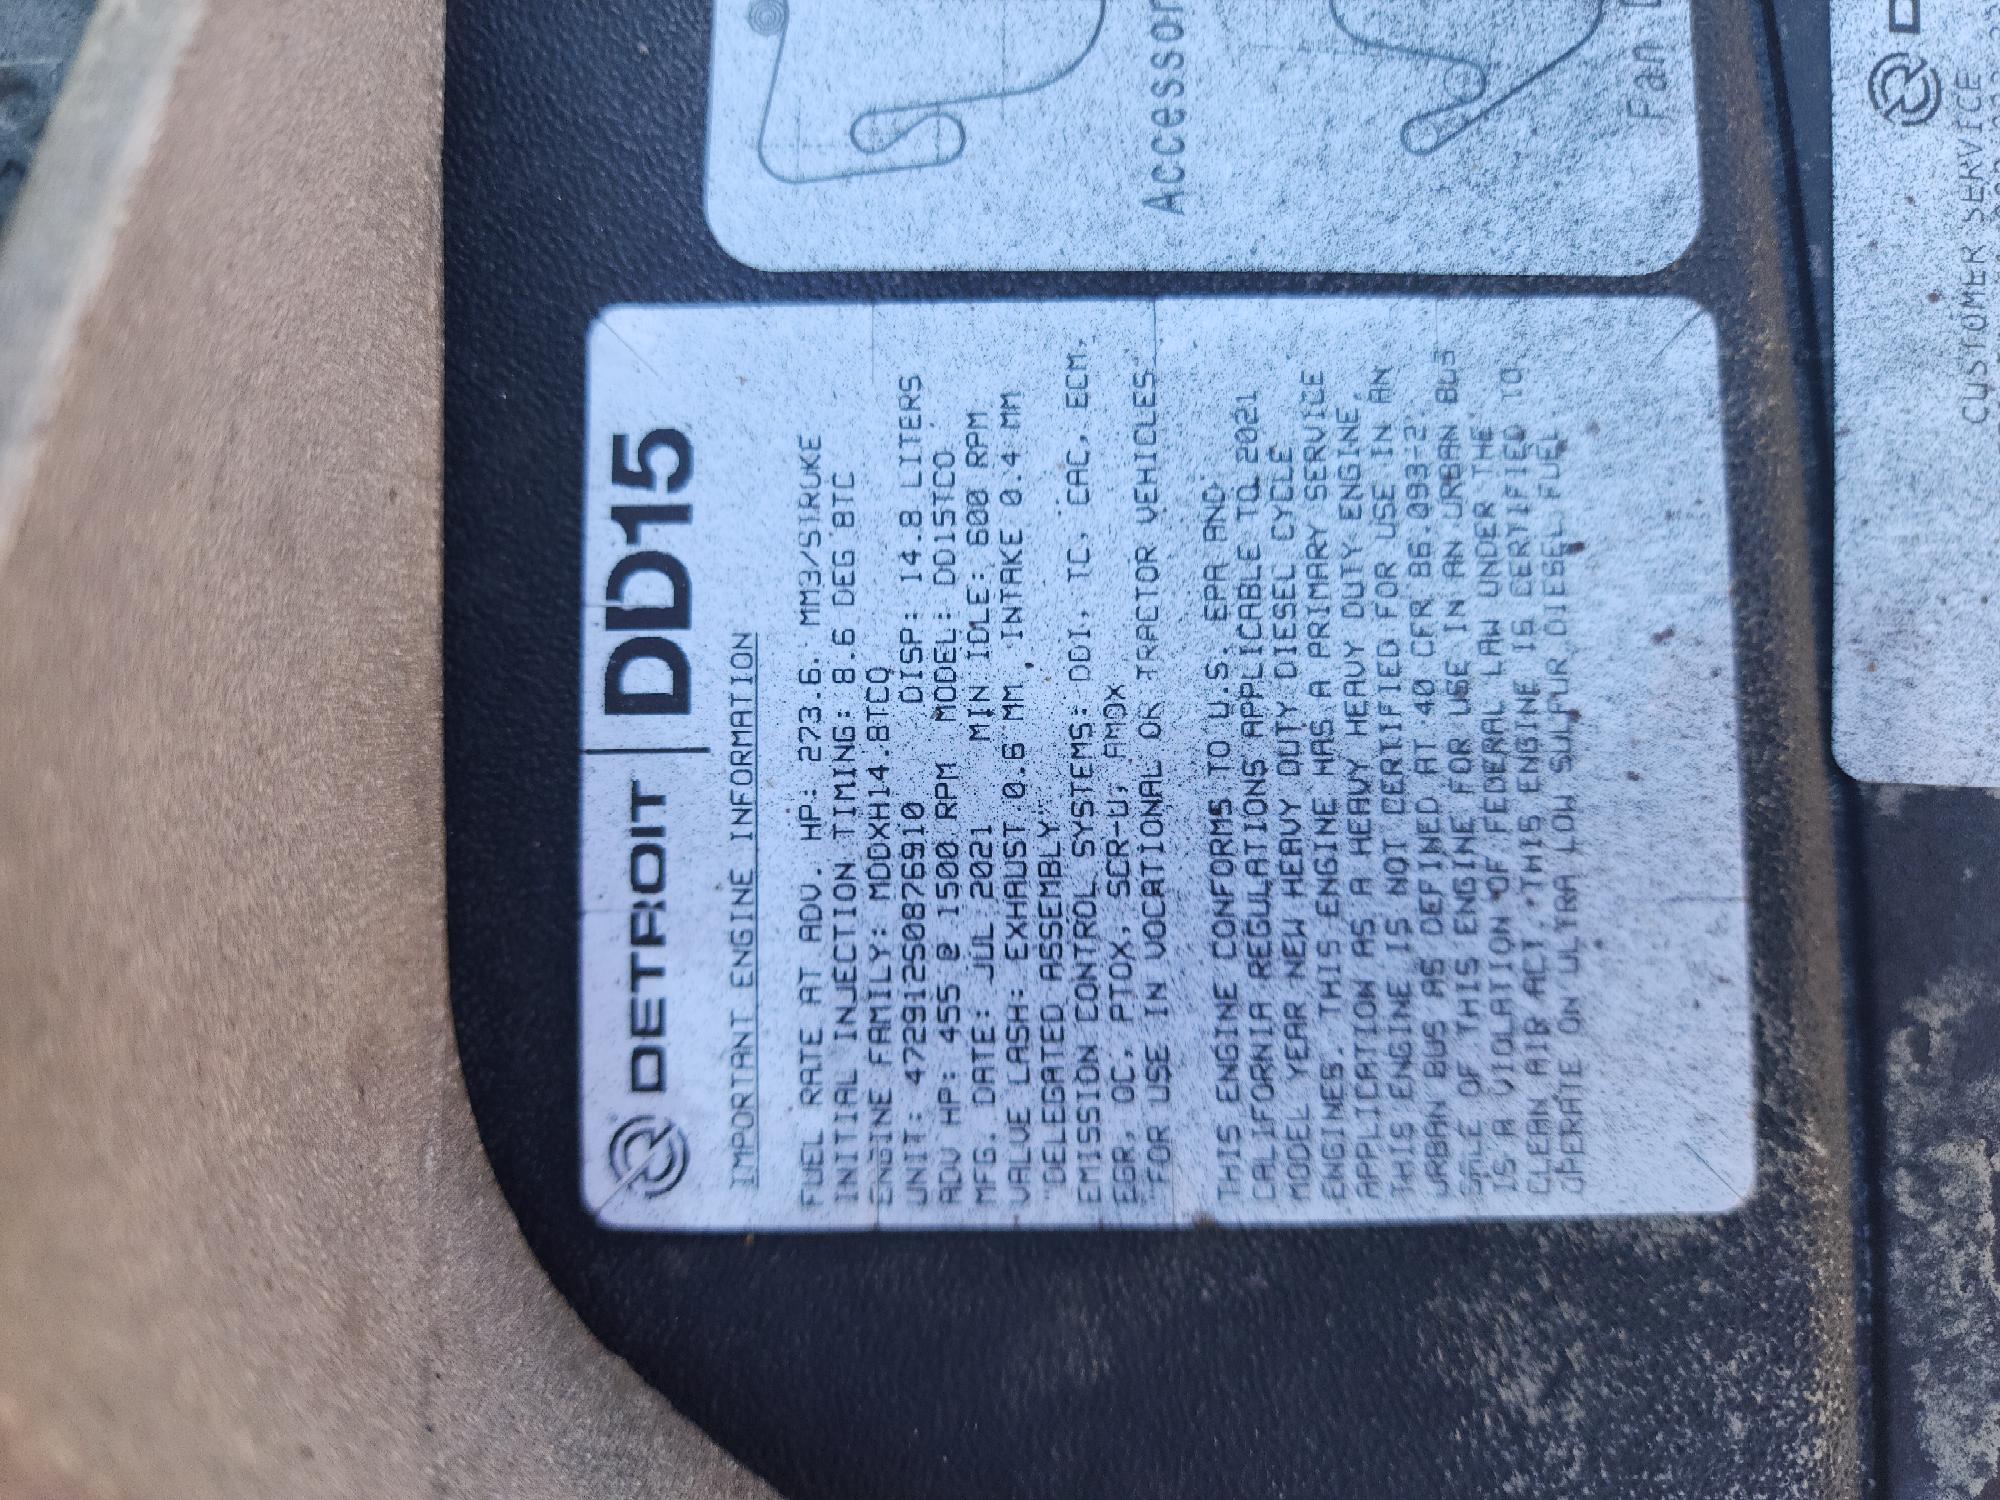 DETROIT DD15
IMPORTANT ENGINE INFORMATION
FUEL RATE AT ADV. HP: 273.6. MM3/STROKE
INITIAL INJECTION TIMING: 8.6 DEG BTC
ENGINE FAMILY: MDDXH14.8TCO
UNIT: 472912S0876910 DISP: 14.8 LITERS
ADV HP: 455 @ 1500 RPM MODEL: DD15TCO
MFG. DATE: JUL 2021 MIN IDLE: 600 RPM
VALVE LASH: EXHAUST 0.6 MM, INTAKE 0.4 MM
"DELEGATED ASSEMBLY"
EMISSION CONTROL SYSTEMS: DDI, TC, CAC, ECM,
EGR, OC, PTOX, SCR-U, AMOX
"FOR USE IN VOCATIONAL OR TRACTOR VEHICLES"
THIS ENGINE CONFORMS TO U.S. EPA AND
CALIFORNIA REGULATIONS APPLICABLE TO 2021
MODEL YEAR NEW HEAVY DUTY DIESEL CYCLE
ENGINES. THIS ENGINE HAS A PRIMARY SERVICE
APPLICATION AS A HEAVY HEAVY DUTY ENGINE.
THIS ENGINE IS NOT CERTIFIED FOR USE IN AN
URBAN BUS AS DEFINED AT 40 CFR 86.093-2.
SALE OF THIS ENGINE FOR USE IN AN URBAN BUS
IS A VIOLATION OF FEDERAL LAW UNDER THE
CLEAN AIR ACT. THIS ENGINE IS CERTIFIED TO
OPERATE ON ULTRA LOW SULFUR DIESEL FUEL
Accessor
Fan
CUSTOMER SERVICE